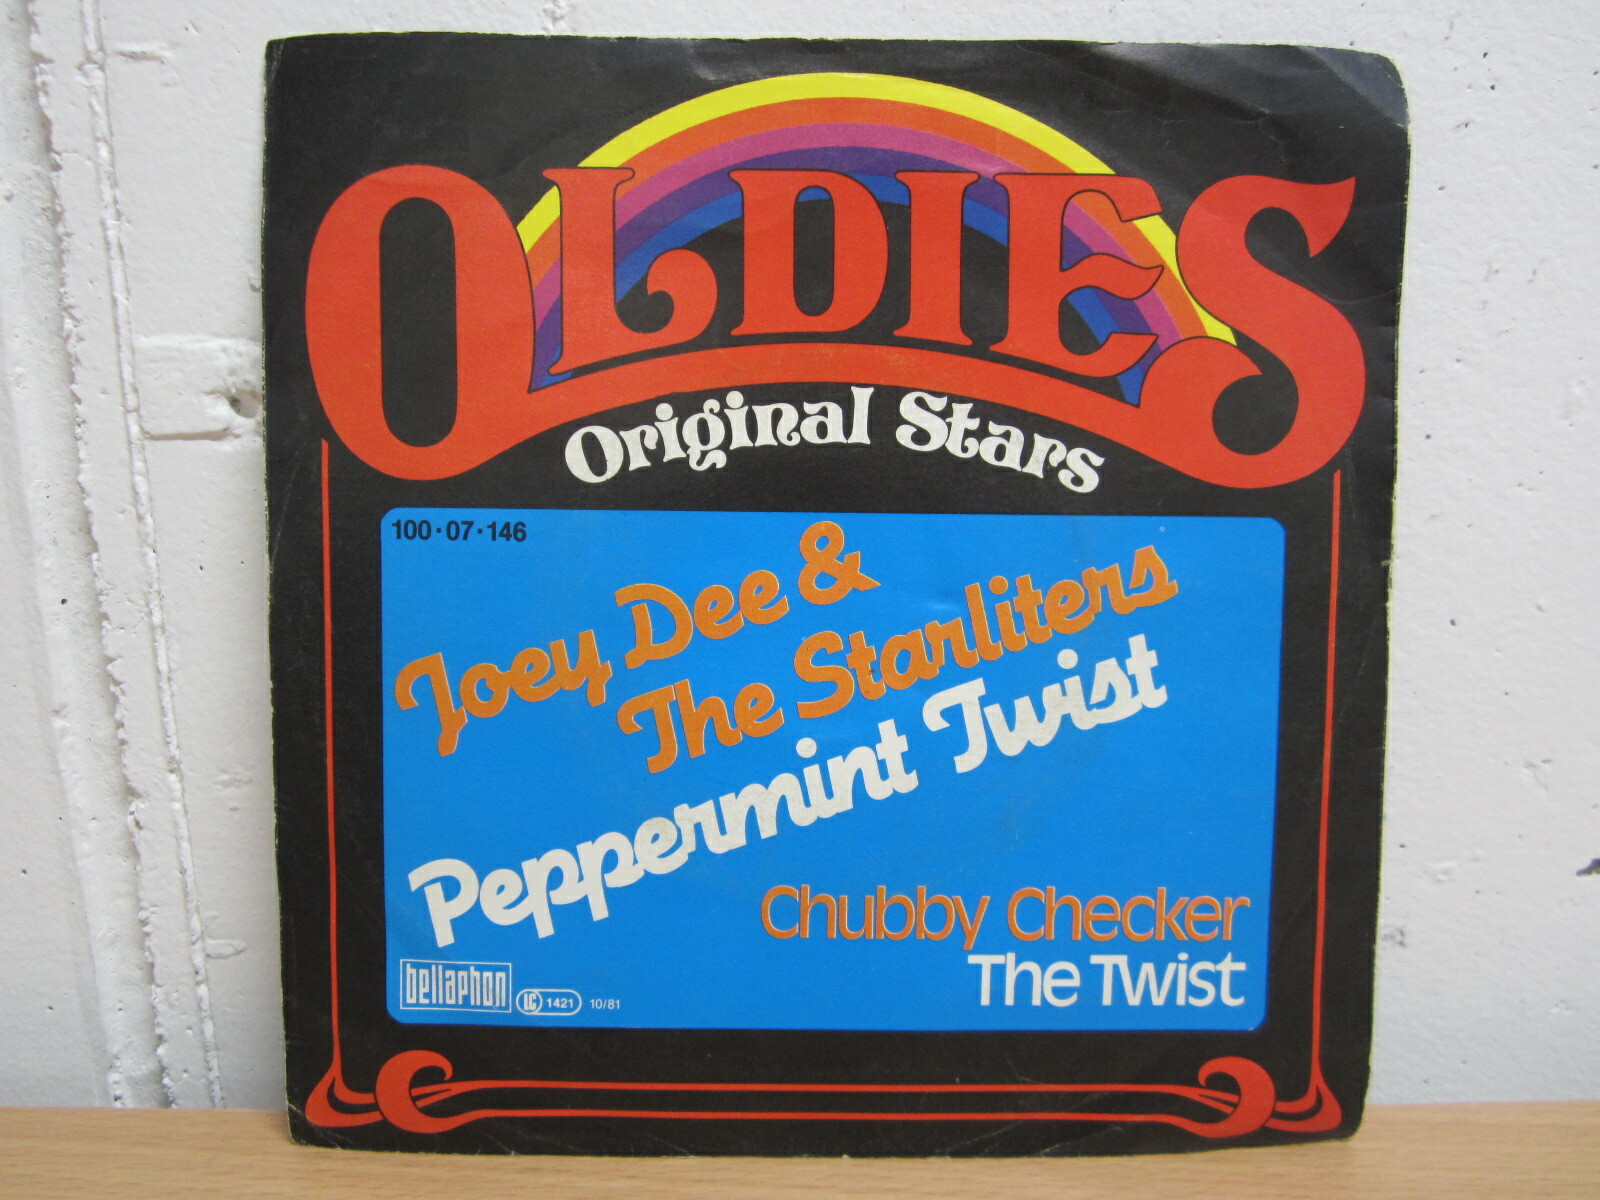 OLDIES
Original Stars
100·07·146
Joey Dee &
The Starliters
Peppermint Twist
Chubby Checker
The Twist
bellaphon LC 1421 10/81